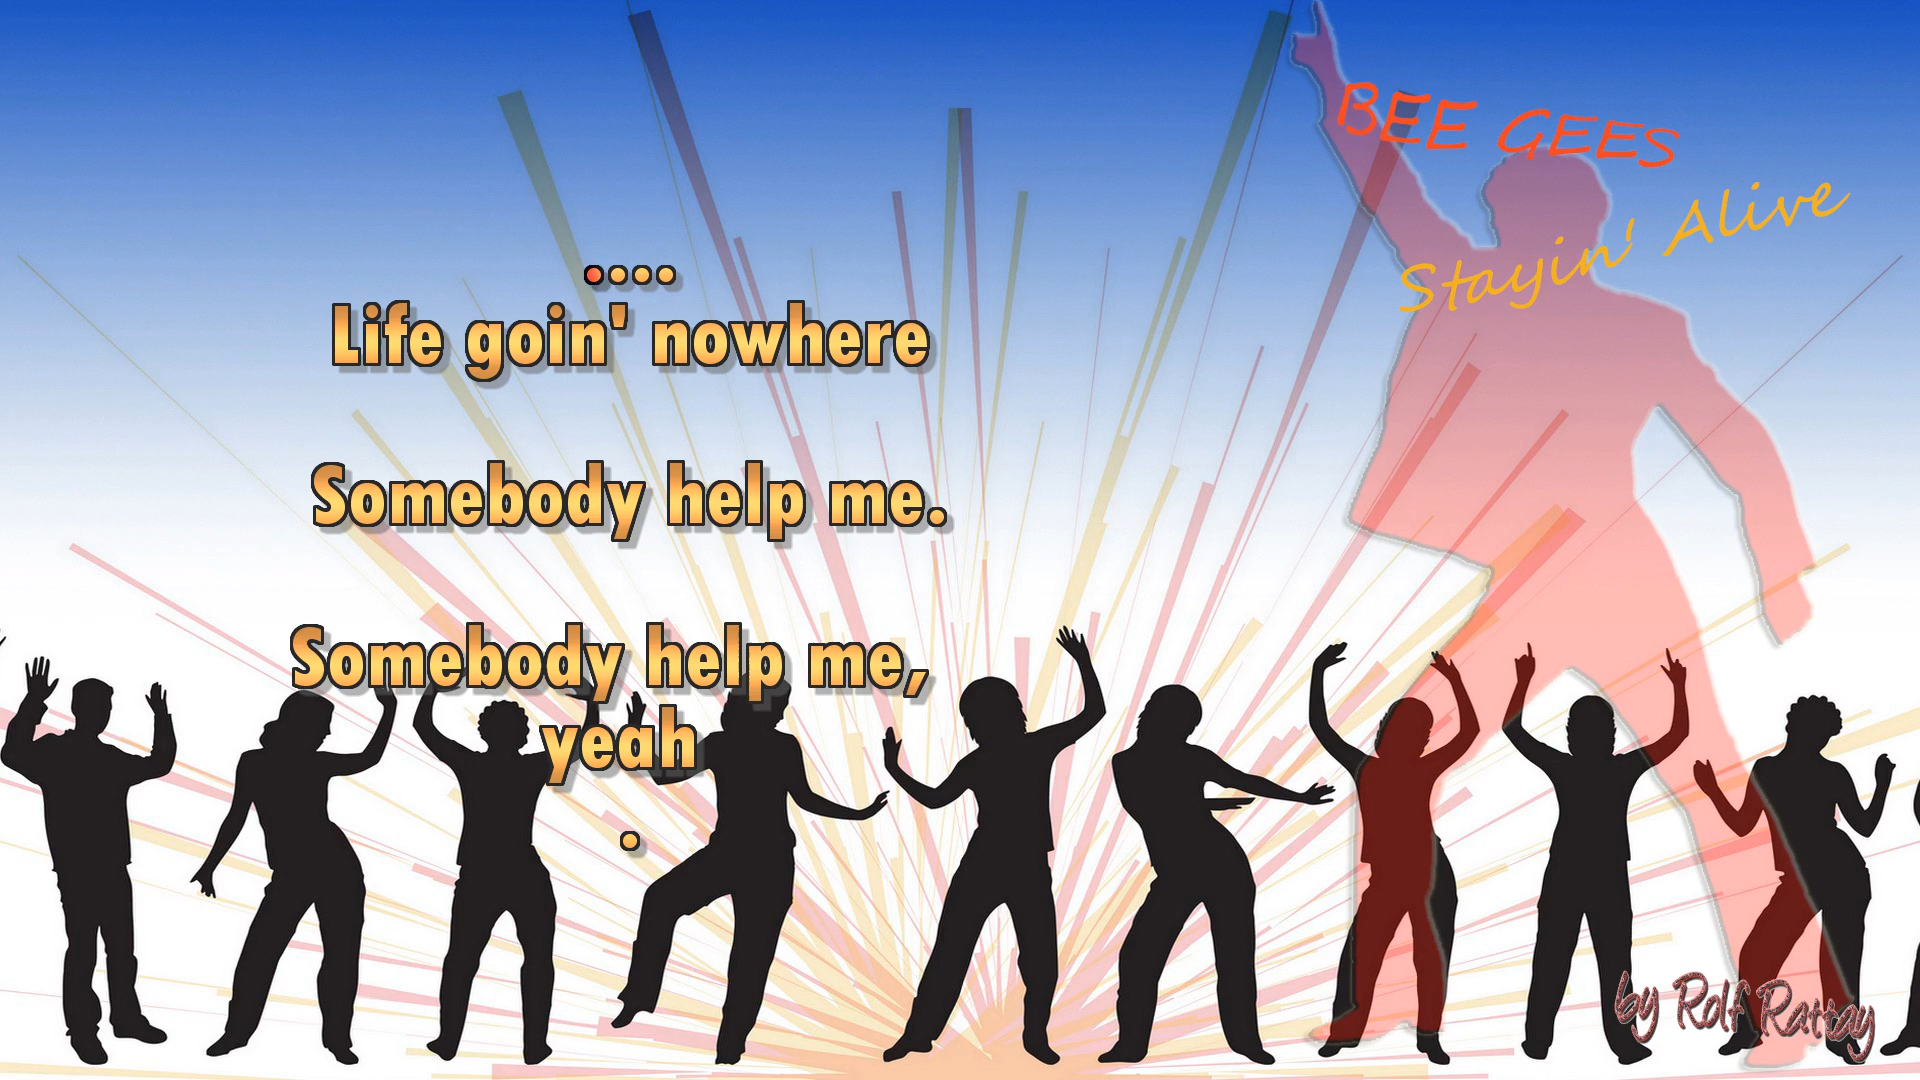 BEE GEES
Stayin' Alive
....
Life goin' nowhere
Somebody help me.
Somebody help me,
yeah
.
by Rolf Rattay